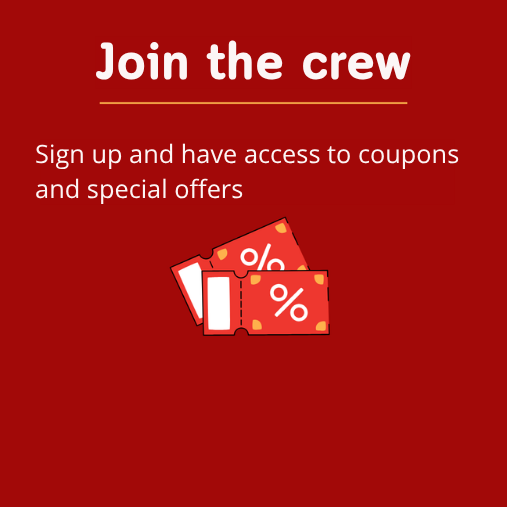 Join the crew
Sign up and have access to coupons
and special offers
%
%